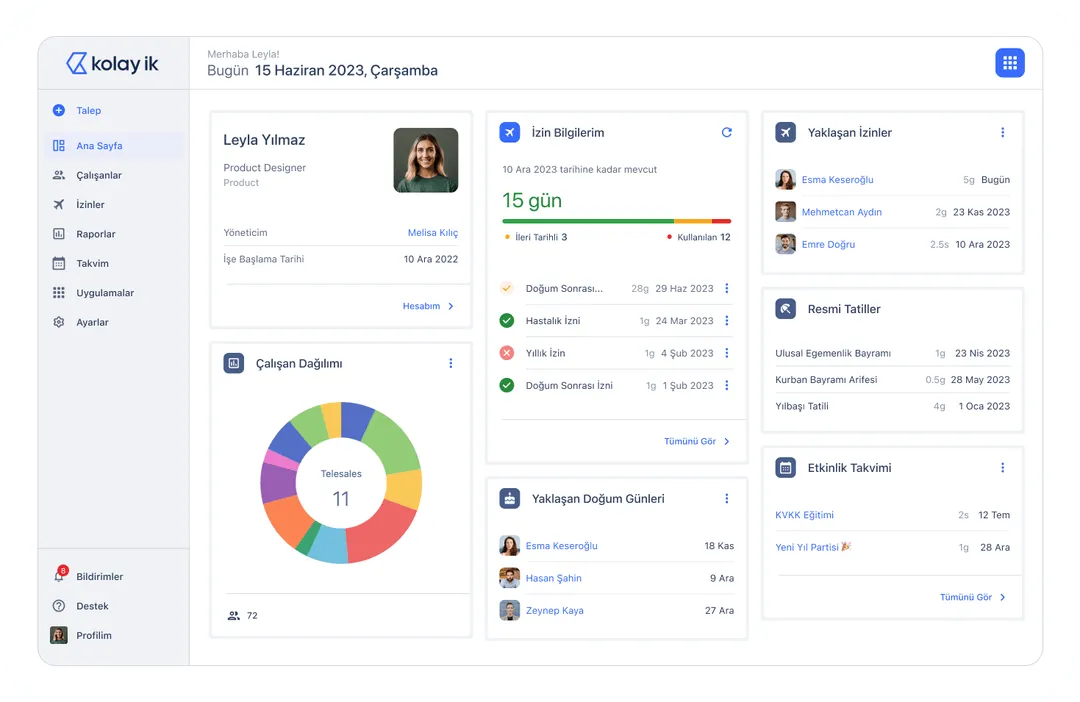 kolay ik
Merhaba Leyla!
Bugün 15 Haziran 2023, Çarşamba
Talep
Ana Sayfa
Çalışanlar
İzinler
Raporlar
Takvim
Uygulamalar
Ayarlar
8
Bildirimler
Destek
Profilim
Leyla Yılmaz
Product Designer
Product
Yöneticim Melisa Kılıç
İşe Başlama Tarihi 10 Ara 2022
Hesabım
Çalışan Dağılımı
Telesales
11
72
İzin Bilgilerim
10 Ara 2023 tarihine kadar mevcut
15 gün
İleri Tarihli 3 Kullanılan 12
Doğum Sonrası... 28g 29 Haz 2023
Hastalık İzni 1g 24 Mar 2023
Yıllık İzin 1g 4 Şub 2023
Doğum Sonrası İzni 1g 1 Şub 2023
Tümünü Gör
Yaklaşan Doğum Günleri
Esma Keseroğlu 18 Kas
Hasan Şahin 9 Ara
Zeynep Kaya 27 Ara
Yaklaşan İzinler
Esma Keseroğlu 5g Bugün
Mehmetcan Aydın 2g 23 Kas 2023
Emre Doğru 2.5s 10 Ara 2023
Resmi Tatiller
Ulusal Egemenlik Bayramı 1g 23 Nis 2023
Kurban Bayramı Arifesi 0.5g 28 May 2023
Yılbaşı Tatili 4g 1 Oca 2023
Etkinlik Takvimi
KVKK Eğitimi 2s 12 Tem
Yeni Yıl Partisi 🎉 1g 28 Ara
Tümünü Gör